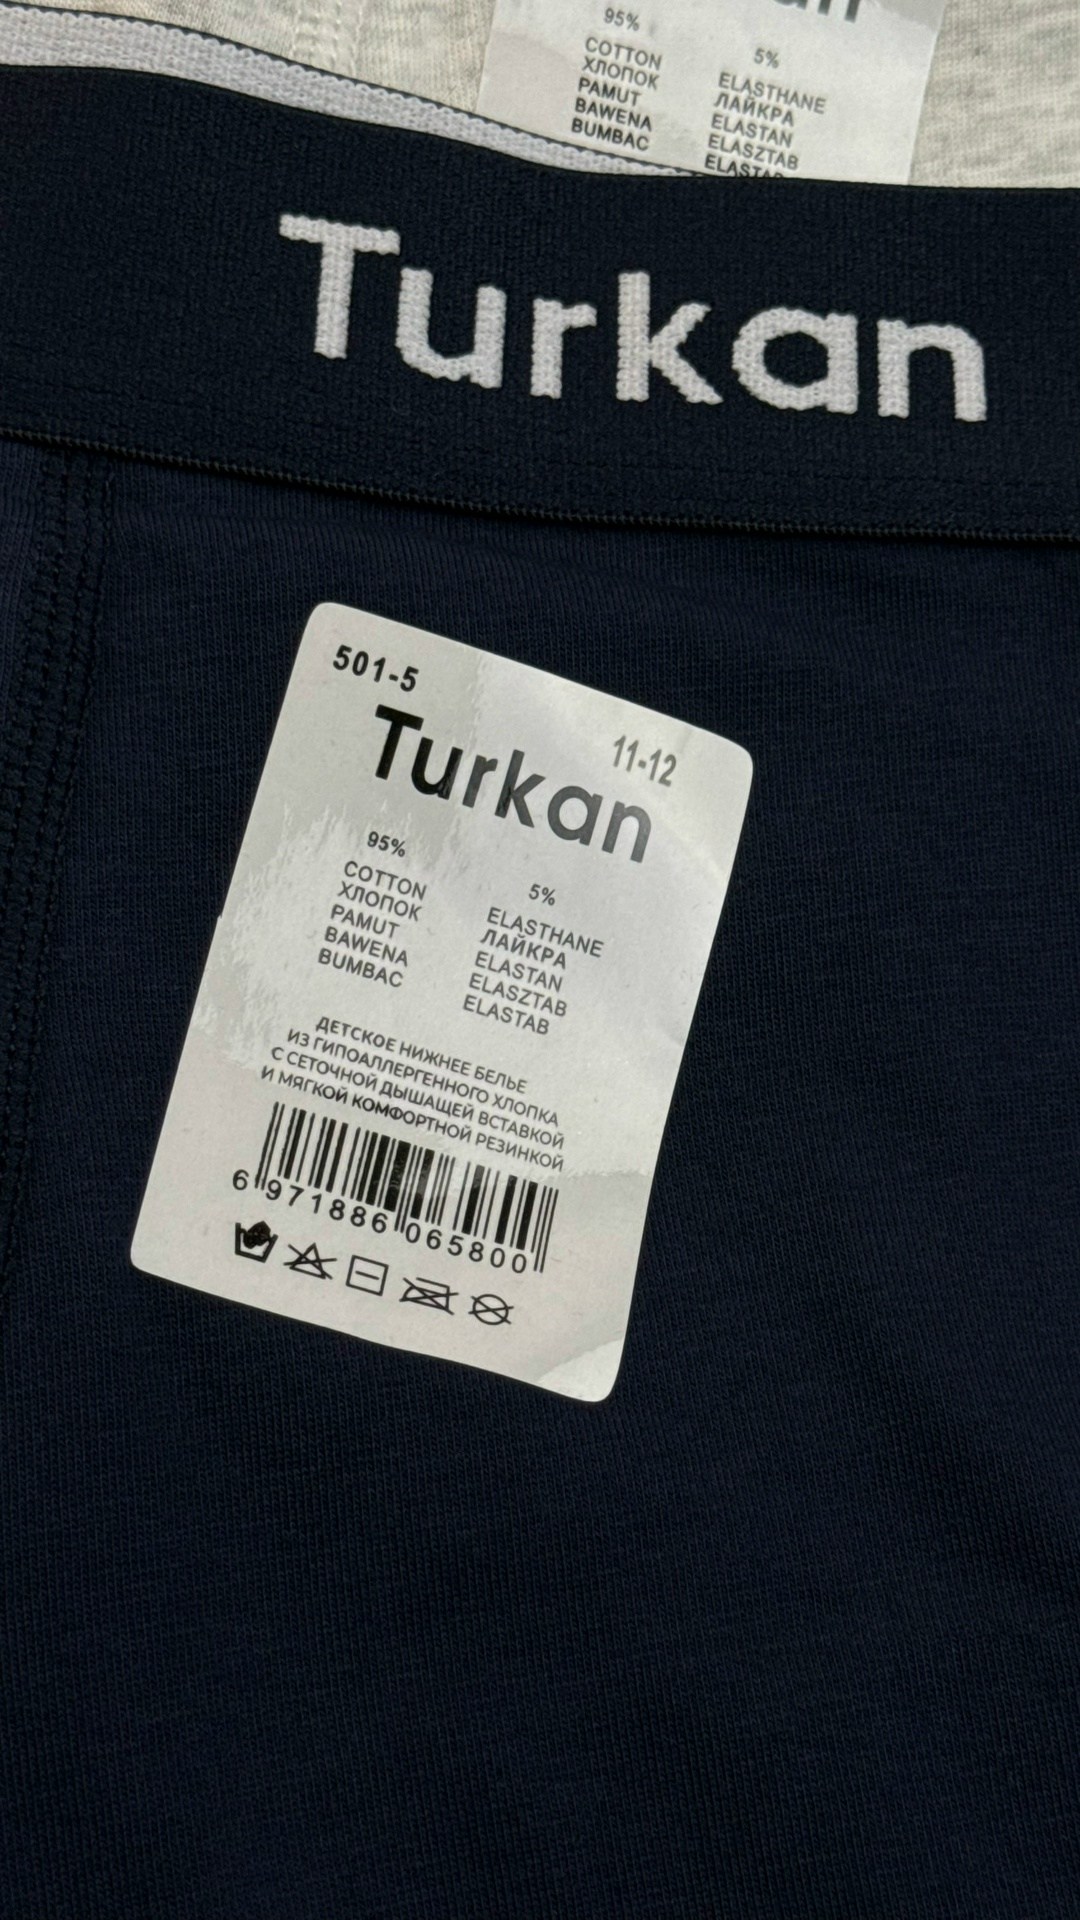 95%
COTTON
ХЛОПОК
PAMUT
BAWENA
BUMBAC
5%
ELASTHANE
ЛАЙКРА
ELASTAN
ELASZTAB
Turkan
501-5
11-12
Turkan
95%
COTTON
ХЛОПОК
PAMUT
BAWENA
BUMBAC
5%
ELASTHANE
ЛАЙКРА
ELASTAN
ELASZTAB
ELASTAB
ДЕТСКОЕ НИЖНЕЕ БЕЛЬЕ
ИЗ ГИПОАЛЛЕРГЕННОГО ХЛОПКА
С СЕТОЧНОЙ ДЫШАЩЕЙ ВСТАВКОЙ
И МЯГКОЙ КОМФОРТНОЙ РЕЗИНКОЙ
6 971886 065800